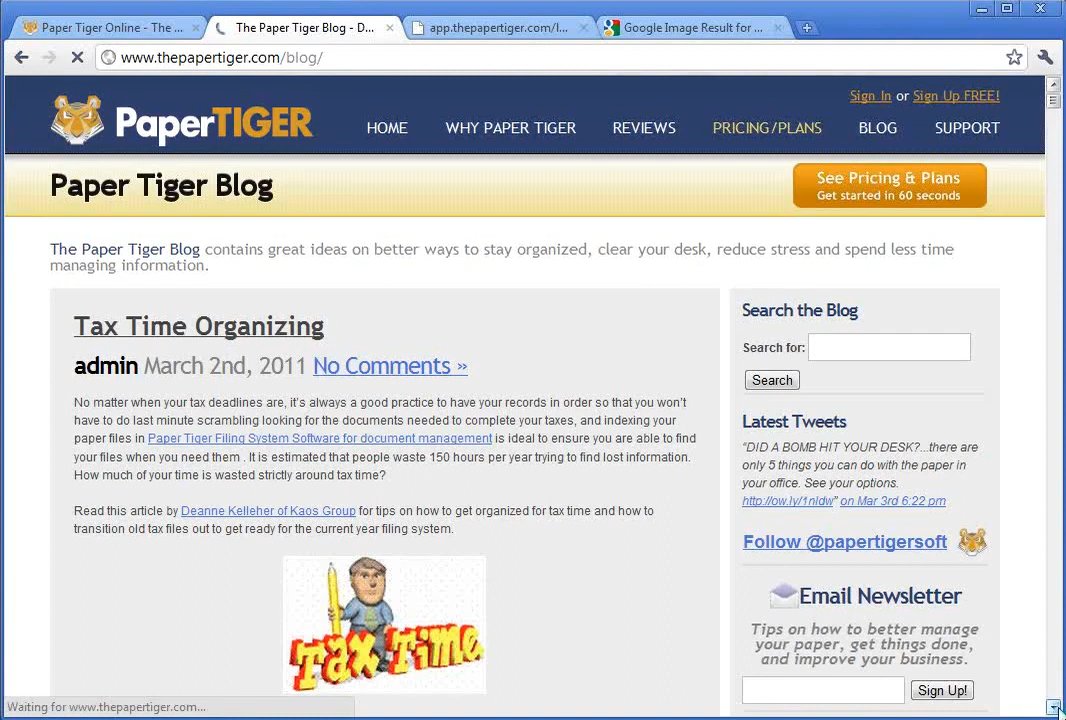 Paper Tiger Online - The ...
The Paper Tiger Blog - D...
app.thepapertiger.com/l...
Google Image Result for ...
www.thepapertiger.com/blog/
Sign In or Sign Up FREE!
PaperTIGER
HOME WHY PAPER TIGER REVIEWS PRICING/PLANS BLOG SUPPORT
Paper Tiger Blog
See Pricing & Plans
Get started in 60 seconds
The Paper Tiger Blog contains great ideas on better ways to stay organized, clear your desk, reduce stress and spend less time
managing information.
Tax Time Organizing
admin March 2nd, 2011 No Comments »
No matter when your tax deadlines are, it's always a good practice to have your records in order so that you won't
have to do last minute scrambling looking for the documents needed to complete your taxes, and indexing your
paper files in Paper Tiger Filing System Software for document management is ideal to ensure you are able to find
your files when you need them . It is estimated that people waste 150 hours per year trying to find lost information.
How much of your time is wasted strictly around tax time?
Read this article by Deanne Kelleher of Kaos Group for tips on how to get organized for tax time and how to
transition old tax files out to get ready for the current year filing system.
Tax Time
Search the Blog
Search for:
Search
Latest Tweets
"DID A BOMB HIT YOUR DESK?...there are
only 5 things you can do with the paper in
your office. See your options.
http://ow.ly/1nldw" on Mar 3rd 6:22 pm
Follow @papertigersoft
Email Newsletter
Tips on how to better manage
your paper, get things done,
and improve your business.
Sign Up!
Waiting for www.thepapertiger.com...